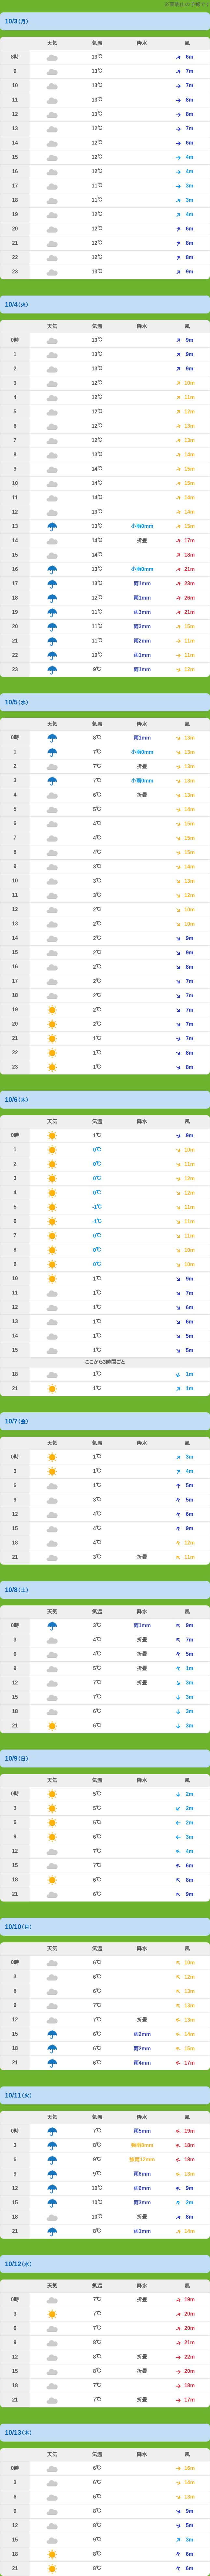 ※東館山の予報です
10/3(月)
天気 気温 降水 風
8時 13℃ 6m
9 13℃ 7m
10 13℃ 7m
11 13℃ 8m
12 13℃ 8m
13 12℃ 7m
14 12℃ 6m
15 12℃ 4m
16 12℃ 4m
17 11℃ 3m
18 11℃ 3m
19 12℃ 4m
20 12℃ 6m
21 12℃ 8m
22 12℃ 8m
23 13℃ 9m
10/4(火)
天気 気温 降水 風
0時 13℃ 9m
1 13℃ 9m
2 13℃ 9m
3 12℃ 10m
4 12℃ 11m
5 12℃ 12m
6 12℃ 13m
7 12℃ 13m
8 13℃ 14m
9 14℃ 15m
10 14℃ 15m
11 14℃ 14m
12 13℃ 14m
13 13℃ 小雨0mm 15m
14 14℃ 折畳 17m
15 14℃ 18m
16 13℃ 小雨0mm 21m
17 13℃ 雨1mm 23m
18 12℃ 雨1mm 26m
19 11℃ 雨3mm 21m
20 11℃ 雨3mm 15m
21 11℃ 雨2mm 11m
22 10℃ 雨1mm 11m
23 9℃ 雨1mm 12m
10/5(水)
天気 気温 降水 風
0時 8℃ 雨1mm 13m
1 7℃ 小雨0mm 13m
2 7℃ 折畳 13m
3 7℃ 小雨0mm 13m
4 6℃ 折畳 13m
5 5℃ 14m
6 4℃ 15m
7 4℃ 15m
8 4℃ 15m
9 3℃ 14m
10 3℃ 13m
11 3℃ 12m
12 2℃ 10m
13 2℃ 10m
14 2℃ 9m
15 2℃ 9m
16 2℃ 8m
17 2℃ 7m
18 2℃ 7m
19 2℃ 7m
20 2℃ 7m
21 1℃ 7m
22 1℃ 8m
23 1℃ 8m
10/6(木)
天気 気温 降水 風
0時 1℃ 9m
1 0℃ 10m
2 0℃ 11m
3 0℃ 12m
4 0℃ 12m
5 -1℃ 11m
6 -1℃ 11m
7 0℃ 11m
8 0℃ 10m
9 0℃ 10m
10 1℃ 9m
11 1℃ 7m
12 1℃ 6m
13 1℃ 6m
14 1℃ 5m
15 1℃ 5m
ここから3時間ごと
18 1℃ 1m
21 1℃ 1m
10/7(金)
天気 気温 降水 風
0時 1℃ 3m
3 1℃ 4m
6 1℃ 5m
9 3℃ 5m
12 4℃ 6m
15 4℃ 9m
18 4℃ 12m
21 3℃ 折畳 11m
10/8(土)
天気 気温 降水 風
0時 3℃ 雨1mm 9m
3 4℃ 折畳 7m
6 4℃ 折畳 5m
9 5℃ 折畳 1m
12 7℃ 折畳 3m
15 7℃ 3m
18 6℃ 3m
21 6℃ 3m
10/9(日)
天気 気温 降水 風
0時 5℃ 2m
3 5℃ 2m
6 5℃ 2m
9 6℃ 3m
12 7℃ 4m
15 7℃ 6m
18 6℃ 8m
21 6℃ 9m
10/10(月)
天気 気温 降水 風
0時 6℃ 10m
3 6℃ 12m
6 6℃ 13m
9 7℃ 13m
12 7℃ 折畳 13m
15 6℃ 雨2mm 14m
18 6℃ 雨2mm 15m
21 6℃ 雨4mm 17m
10/11(火)
天気 気温 降水 風
0時 7℃ 雨5mm 19m
3 8℃ 18m
6 9℃ 強雨12mm 18m
9 9℃ 雨6mm 13m
12 10℃ 雨6mm 9m
15 10℃ 雨3mm 2m
18 10℃ 折畳 8m
21 8℃ 雨1mm 14m
10/12(水)
天気 気温 降水 風
0時 7℃ 折畳 19m
3 7℃ 20m
6 7℃ 20m
9 8℃ 21m
12 8℃ 折畳 22m
15 8℃ 折畳 20m
18 7℃ 18m
21 7℃ 折畳 17m
10/13(木)
天気 気温 降水 風
0時 6℃ 16m
3 6℃ 14m
6 6℃ 13m
9 8℃ 9m
12 8℃ 5m
15 9℃ 3m
18 8℃ 6m
21 8℃ 6m